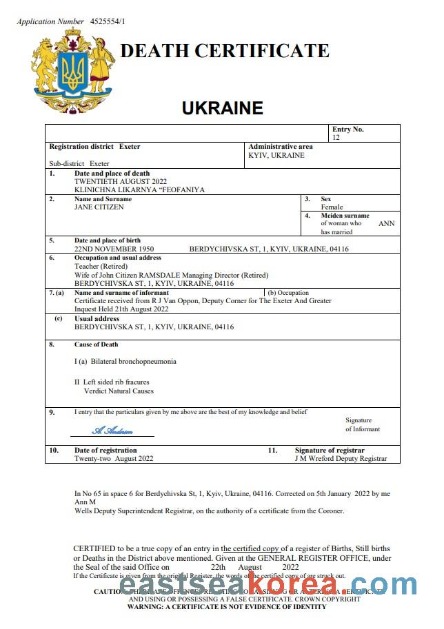 Application Number 4525554/1
DEATH CERTIFICATE
UKRAINE
Entry No.
12
Registration district Exeter
Administrative area
KYIV, UKRAINE
Sub-district Exeter
1. Date and place of death
TWENTIETH AUGUST 2022
KLINICHNA LIKARNYA "FEOFANIYA
2. Name and Surname
JANE CITIZEN
3. Sex
Female
4. Meiden surname
of woman who ANN
has married
5. Date and place of birth
22ND NOVEMBER 1950 BERDYCHIVSKA ST, 1, KYIV, UKRAINE, 04116
6. Occupation and usual address
Teacher (Retired)
Wife of John Citizen RAMSDALE Managing Director (Retired)
BERDYCHIVSKA ST, 1, KYIV, UKRAINE, 04116
7. (a) Name and surname of informant (b) Occupation
Certificate received from R J Van Oppon, Deputy Corner for The Exeter And Greater
Inquest Held 21th August 2022
(c) Usual address
BERDYCHIVSKA ST, 1, KYIV, UKRAINE, 04116
8. Cause of Death
I (a) Bilateral bronchopneumonia
II Left sided rib fracures
Verdict Natural Causes
9. I entry that the particulars given by me above are the best of my knowledge and belief
Signature
of Informant
10. Date of registration
Twenty-two August 2022
11. Signature of registrar
J M Wreford Deputy Registrar
In No 65 in space 6 for Berdychivska St, 1, Kyiv, Ukraine, 04116. Corrected on 5th January 2022 by me
Ann M
Wells Deputy Superintendent Registrar, on the authority of a certificate from the Corroner.
CERTIFIED to be a true copy of an entry in the certified copy of a register of Births, Still births
or Deaths in the District above mentioned. Given at the GENERAL REGISTER OFFICE, under
the Seal of the said Office on 22th August 2022
If the Certificate is given from the original Register, the words of the certified copy of are struck out.
eastseakorea.com
CAUTION: THERE ARE OFFENCES RELATING TO FALSIFYING OR ALTERING A CERTIFICATE
AND USING OR POSSESSING A FALSE CERTIFICATE. CROWN COPYRIGHT
WARNING: A CERTIFICATE IS NOT EVIDENCE OF IDENTITY